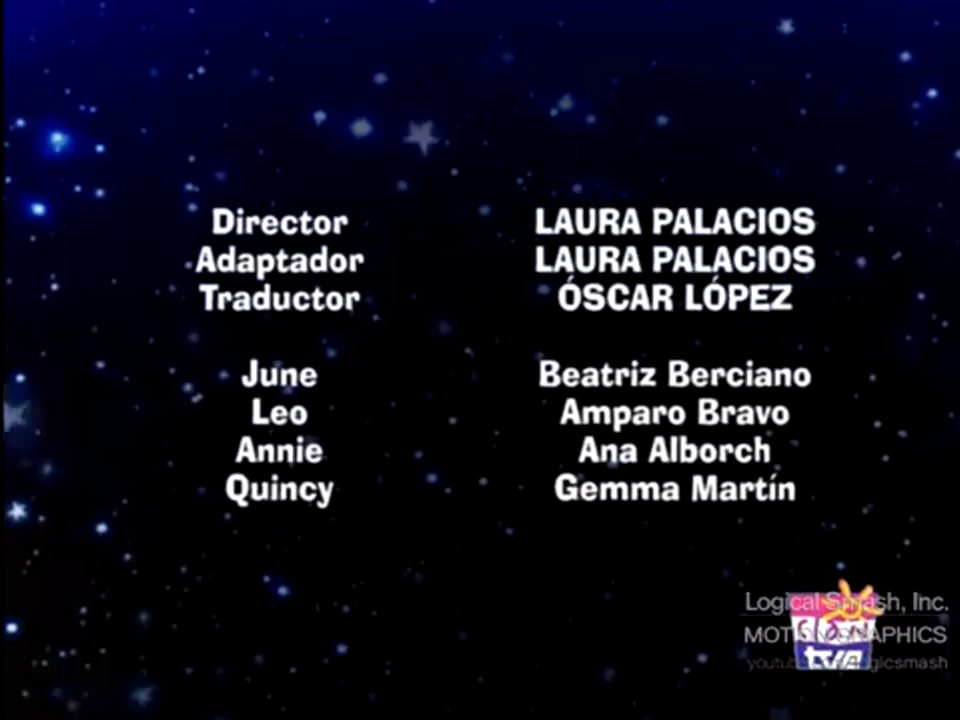 Director LAURA PALACIOS
Adaptador LAURA PALACIOS
Traductor ÓSCAR LÓPEZ
June Beatriz Berciano
Leo Amparo Bravo
Annie Ana Alborch
Quincy Gemma Martín
Logical Smash, Inc.
MOTION GRAPHICS
tve